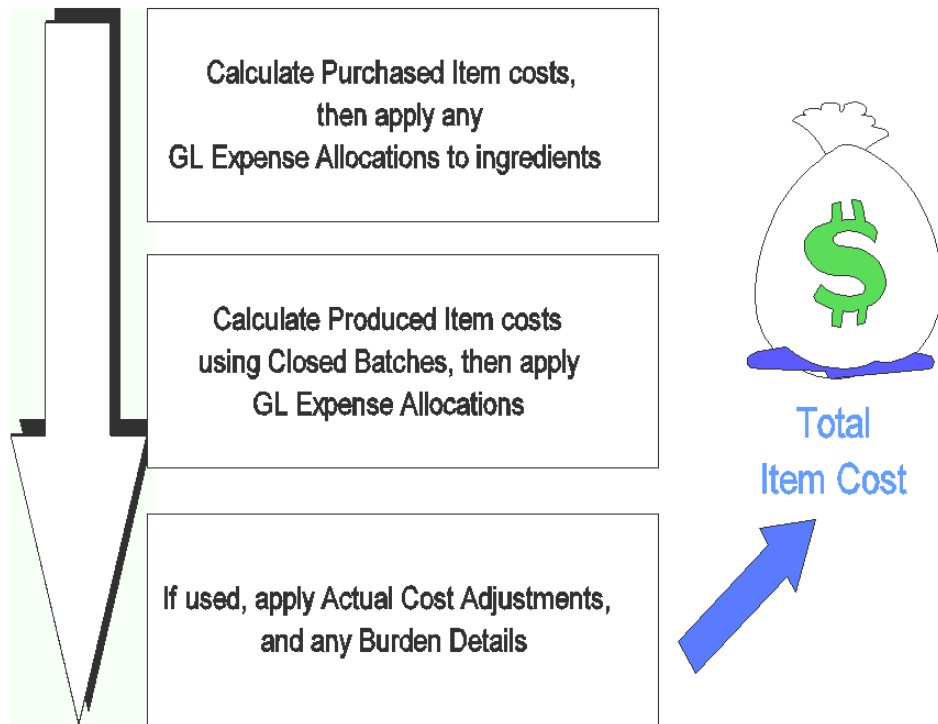 Calculate Purchased Item costs,
then apply any
GL Expense Allocations to ingredients
Calculate Produced Item costs
using Closed Batches, then apply
GL Expense Allocations
If used, apply Actual Cost Adjustments,
and any Burden Details
$
Total
Item Cost